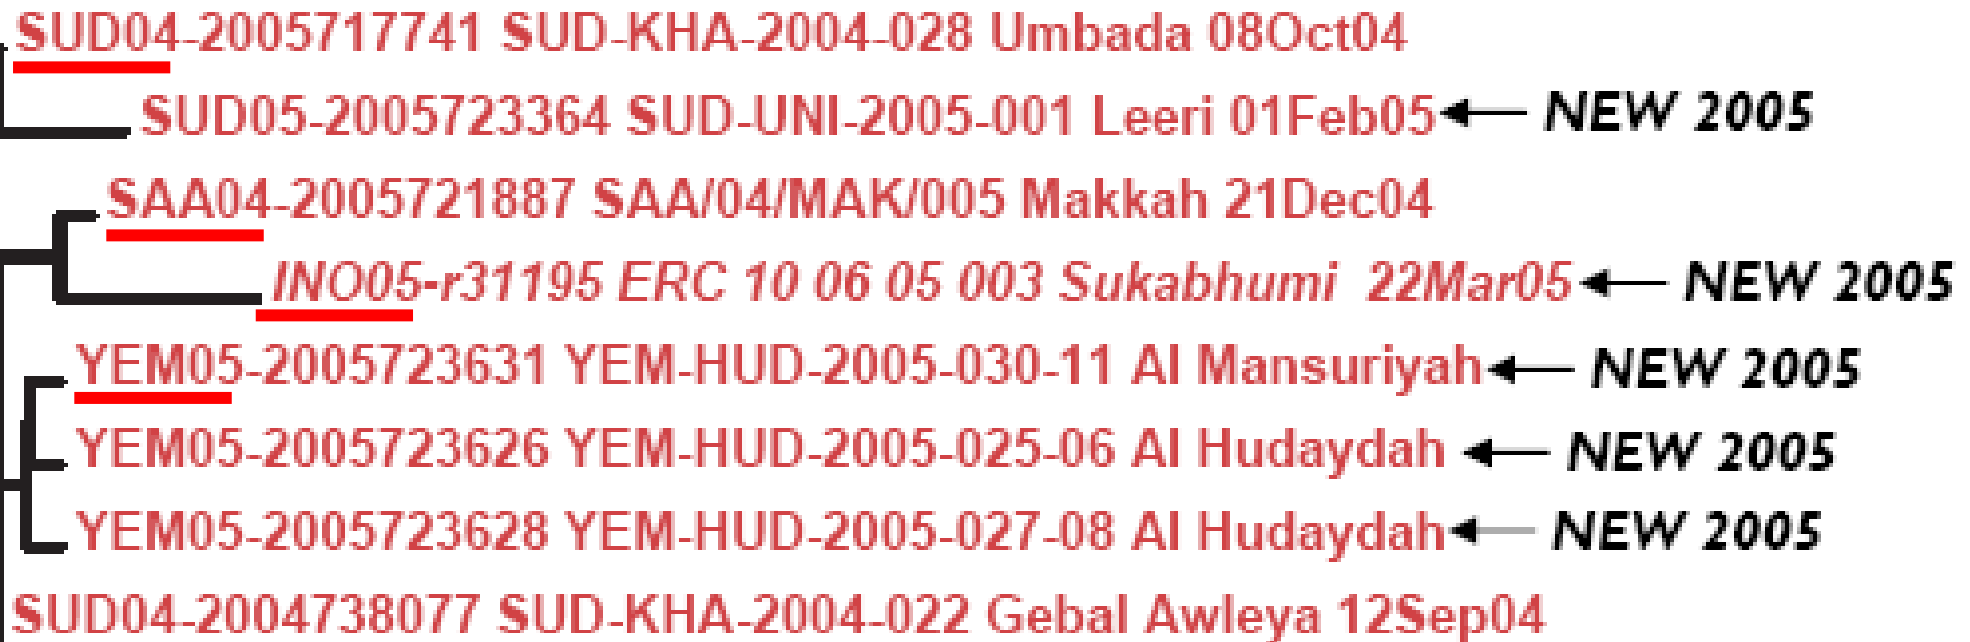 SUD04-2005717741 SUD-KHA-2004-028 Umbada 08Oct04
SUD05-2005723364 SUD-UNI-2005-001 Leeri 01Feb05 NEW 2005
SAA04-2005721887 SAA/04/MAK/005 Makkah 21Dec04
INO05-r31195 ERC 10 06 05 003 Sukabhumi 22Mar05 NEW 2005
YEM05-2005723631 YEM-HUD-2005-030-11 Al Mansuriyah NEW 2005
YEM05-2005723626 YEM-HUD-2005-025-06 Al Hudaydah NEW 2005
YEM05-2005723628 YEM-HUD-2005-027-08 Al Hudaydah NEW 2005
SUD04-2004738077 SUD-KHA-2004-022 Gebal Awleya 12Sep04